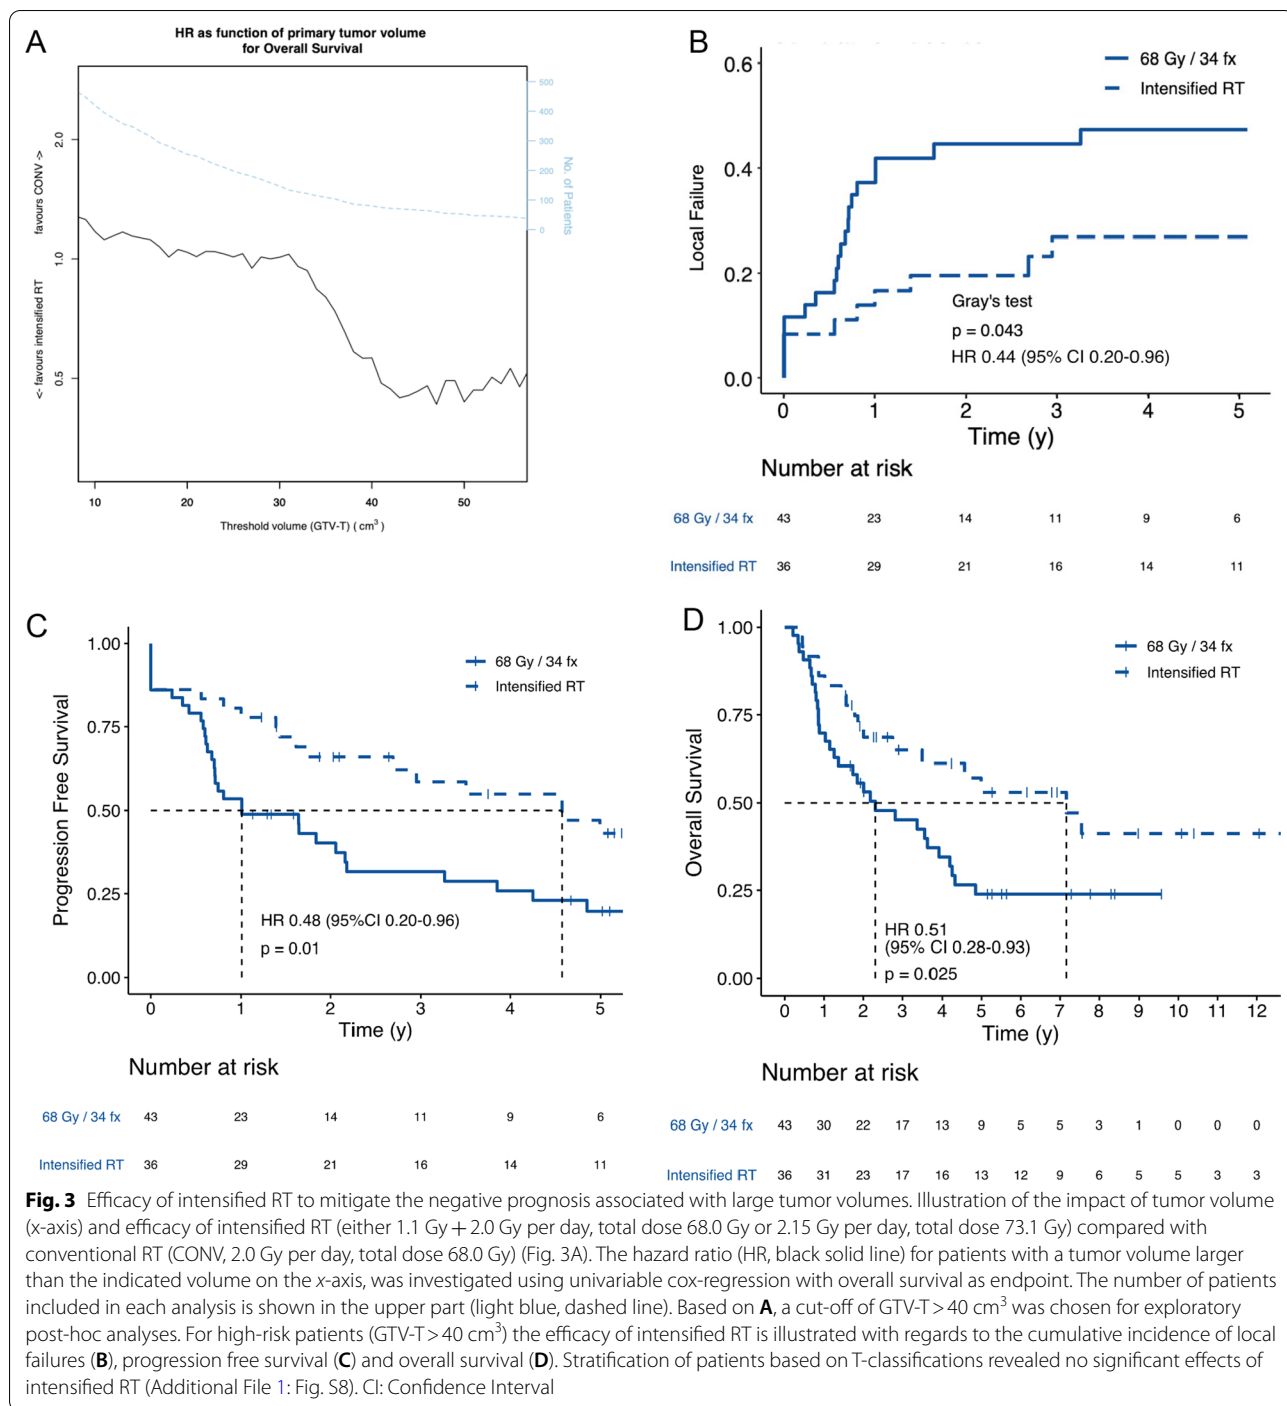 A
HR as function of primary tumor volume
for Overall Survival
<- favours intensified RT
favours CONV ->
0.5
1.0
2.0
500
400
300
200
100
0
No. of Patients
10
20
30
40
50
Threshold volume (GTV-T) ( cm³ )
B
68 Gy / 34 fx
Intensified RT
Local Failure
0.6
0.4
0.2
0.0
Gray's test
p = 0.043
HR 0.44 (95% CI 0.20-0.96)
0 1 2 3 4 5
Time (y)
Number at risk
68 Gy / 34 fx 43 23 14 11 9 6
Intensified RT 36 29 21 16 14 11
C
68 Gy / 34 fx
Intensified RT
Progression Free Survival
1.00
0.75
0.50
0.25
0.00
HR 0.48 (95%CI 0.20-0.96)
p = 0.01
0 1 2 3 4 5
Time (y)
Number at risk
68 Gy / 34 fx 43 23 14 11 9 6
Intensified RT 36 29 21 16 14 11
D
68 Gy / 34 fx
Intensified RT
Overall Survival
1.00
0.75
0.50
0.25
0.00
HR 0.51
(95% CI 0.28-0.93)
p = 0.025
0 1 2 3 4 5 6 7 8 9 10 11 12
Time (y)
Number at risk
68 Gy / 34 fx 43 30 22 17 13 9 5 5 3 1 0 0 0
Intensified RT 36 31 23 17 16 13 12 9 6 5 5 3 3
Fig. 3 Efficacy of intensified RT to mitigate the negative prognosis associated with large tumor volumes. Illustration of the impact of tumor volume
(x-axis) and efficacy of intensified RT (either 1.1 Gy + 2.0 Gy per day, total dose 68.0 Gy or 2.15 Gy per day, total dose 73.1 Gy) compared with
conventional RT (CONV, 2.0 Gy per day, total dose 68.0 Gy) (Fig. 3A). The hazard ratio (HR, black solid line) for patients with a tumor volume larger
than the indicated volume on the x-axis, was investigated using univariable cox-regression with overall survival as endpoint. The number of patients
included in each analysis is shown in the upper part (light blue, dashed line). Based on A, a cut-off of GTV-T > 40 cm³ was chosen for exploratory
post-hoc analyses. For high-risk patients (GTV-T > 40 cm³) the efficacy of intensified RT is illustrated with regards to the cumulative incidence of local
failures (B), progression free survival (C) and overall survival (D). Stratification of patients based on T-classifications revealed no significant effects of
intensified RT (Additional File 1: Fig. S8). CI: Confidence Interval